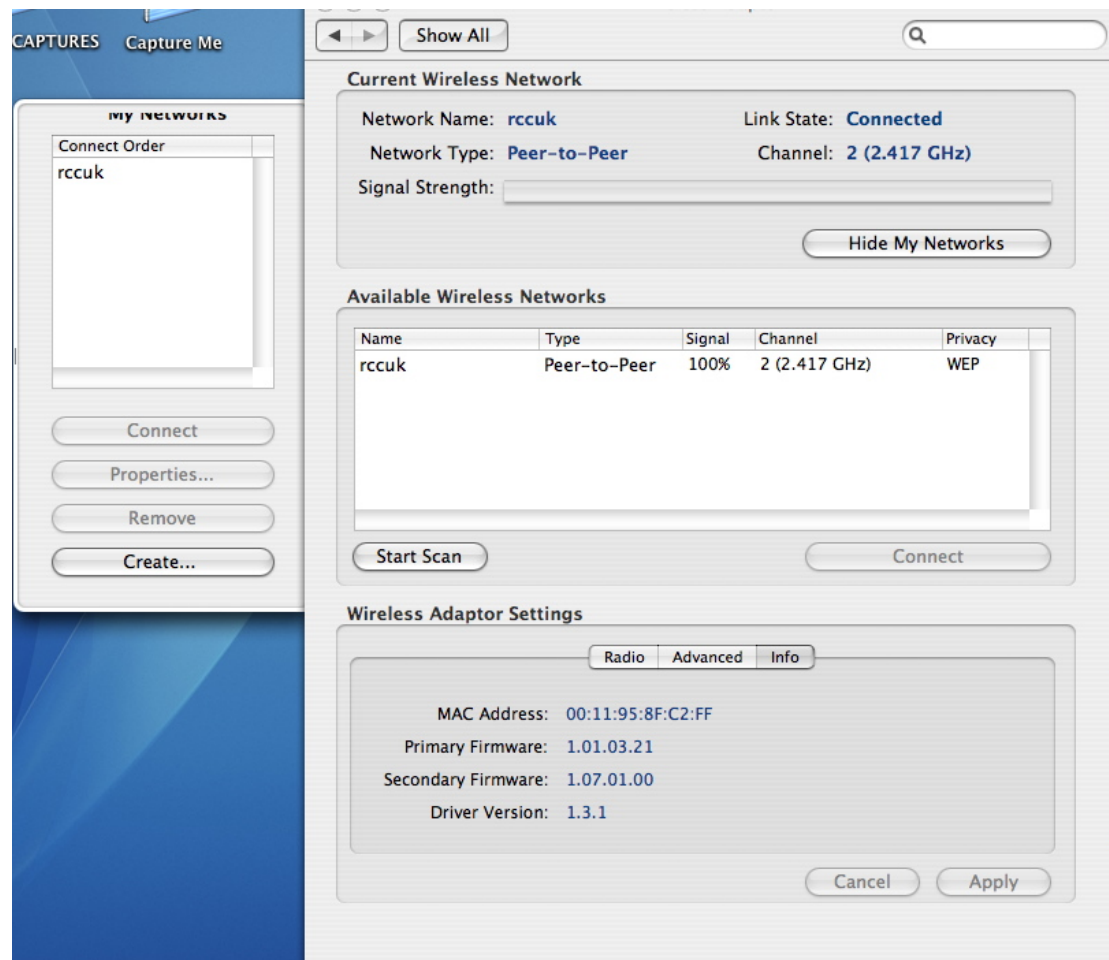 CAPTURES Capture Me
Show All
Current Wireless Network
Network Name: rccuk Link State: Connected
Network Type: Peer-to-Peer Channel: 2 (2.417 GHz)
Signal Strength:
Hide My Networks
My Networks
Connect Order
rccuk
Connect
Properties...
Remove
Create...
Available Wireless Networks
Name Type Signal Channel Privacy
rccuk Peer-to-Peer 100% 2 (2.417 GHz) WEP
Start Scan Connect
Wireless Adaptor Settings
Radio Advanced Info
MAC Address: 00:11:95:8F:C2:FF
Primary Firmware: 1.01.03.21
Secondary Firmware: 1.07.01.00
Driver Version: 1.3.1
Cancel Apply